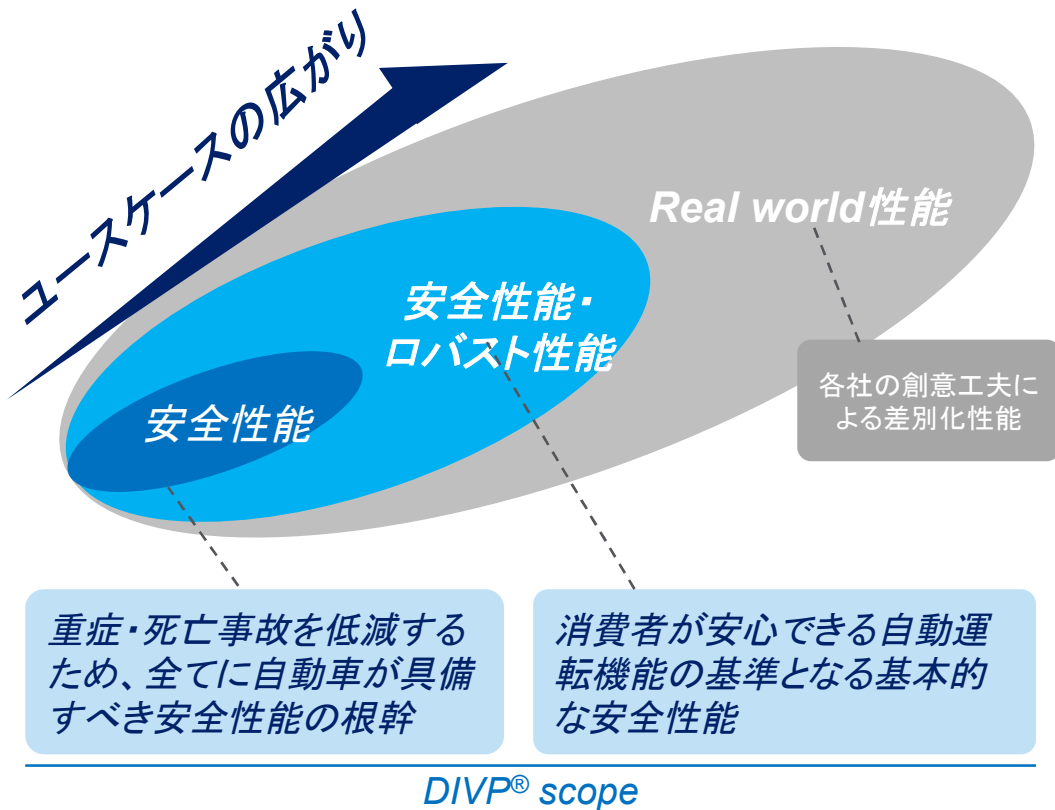 ユースケースの広がり
Real world性能
安全性能・
ロバスト性能
安全性能
各社の創意工夫に
よる差別化性能
重症・死亡事故を低減する
ため、全てに自動車が具備
すべき安全性能の根幹
消費者が安心できる自動運
転機能の基準となる基本的
な安全性能
DIVP® scope